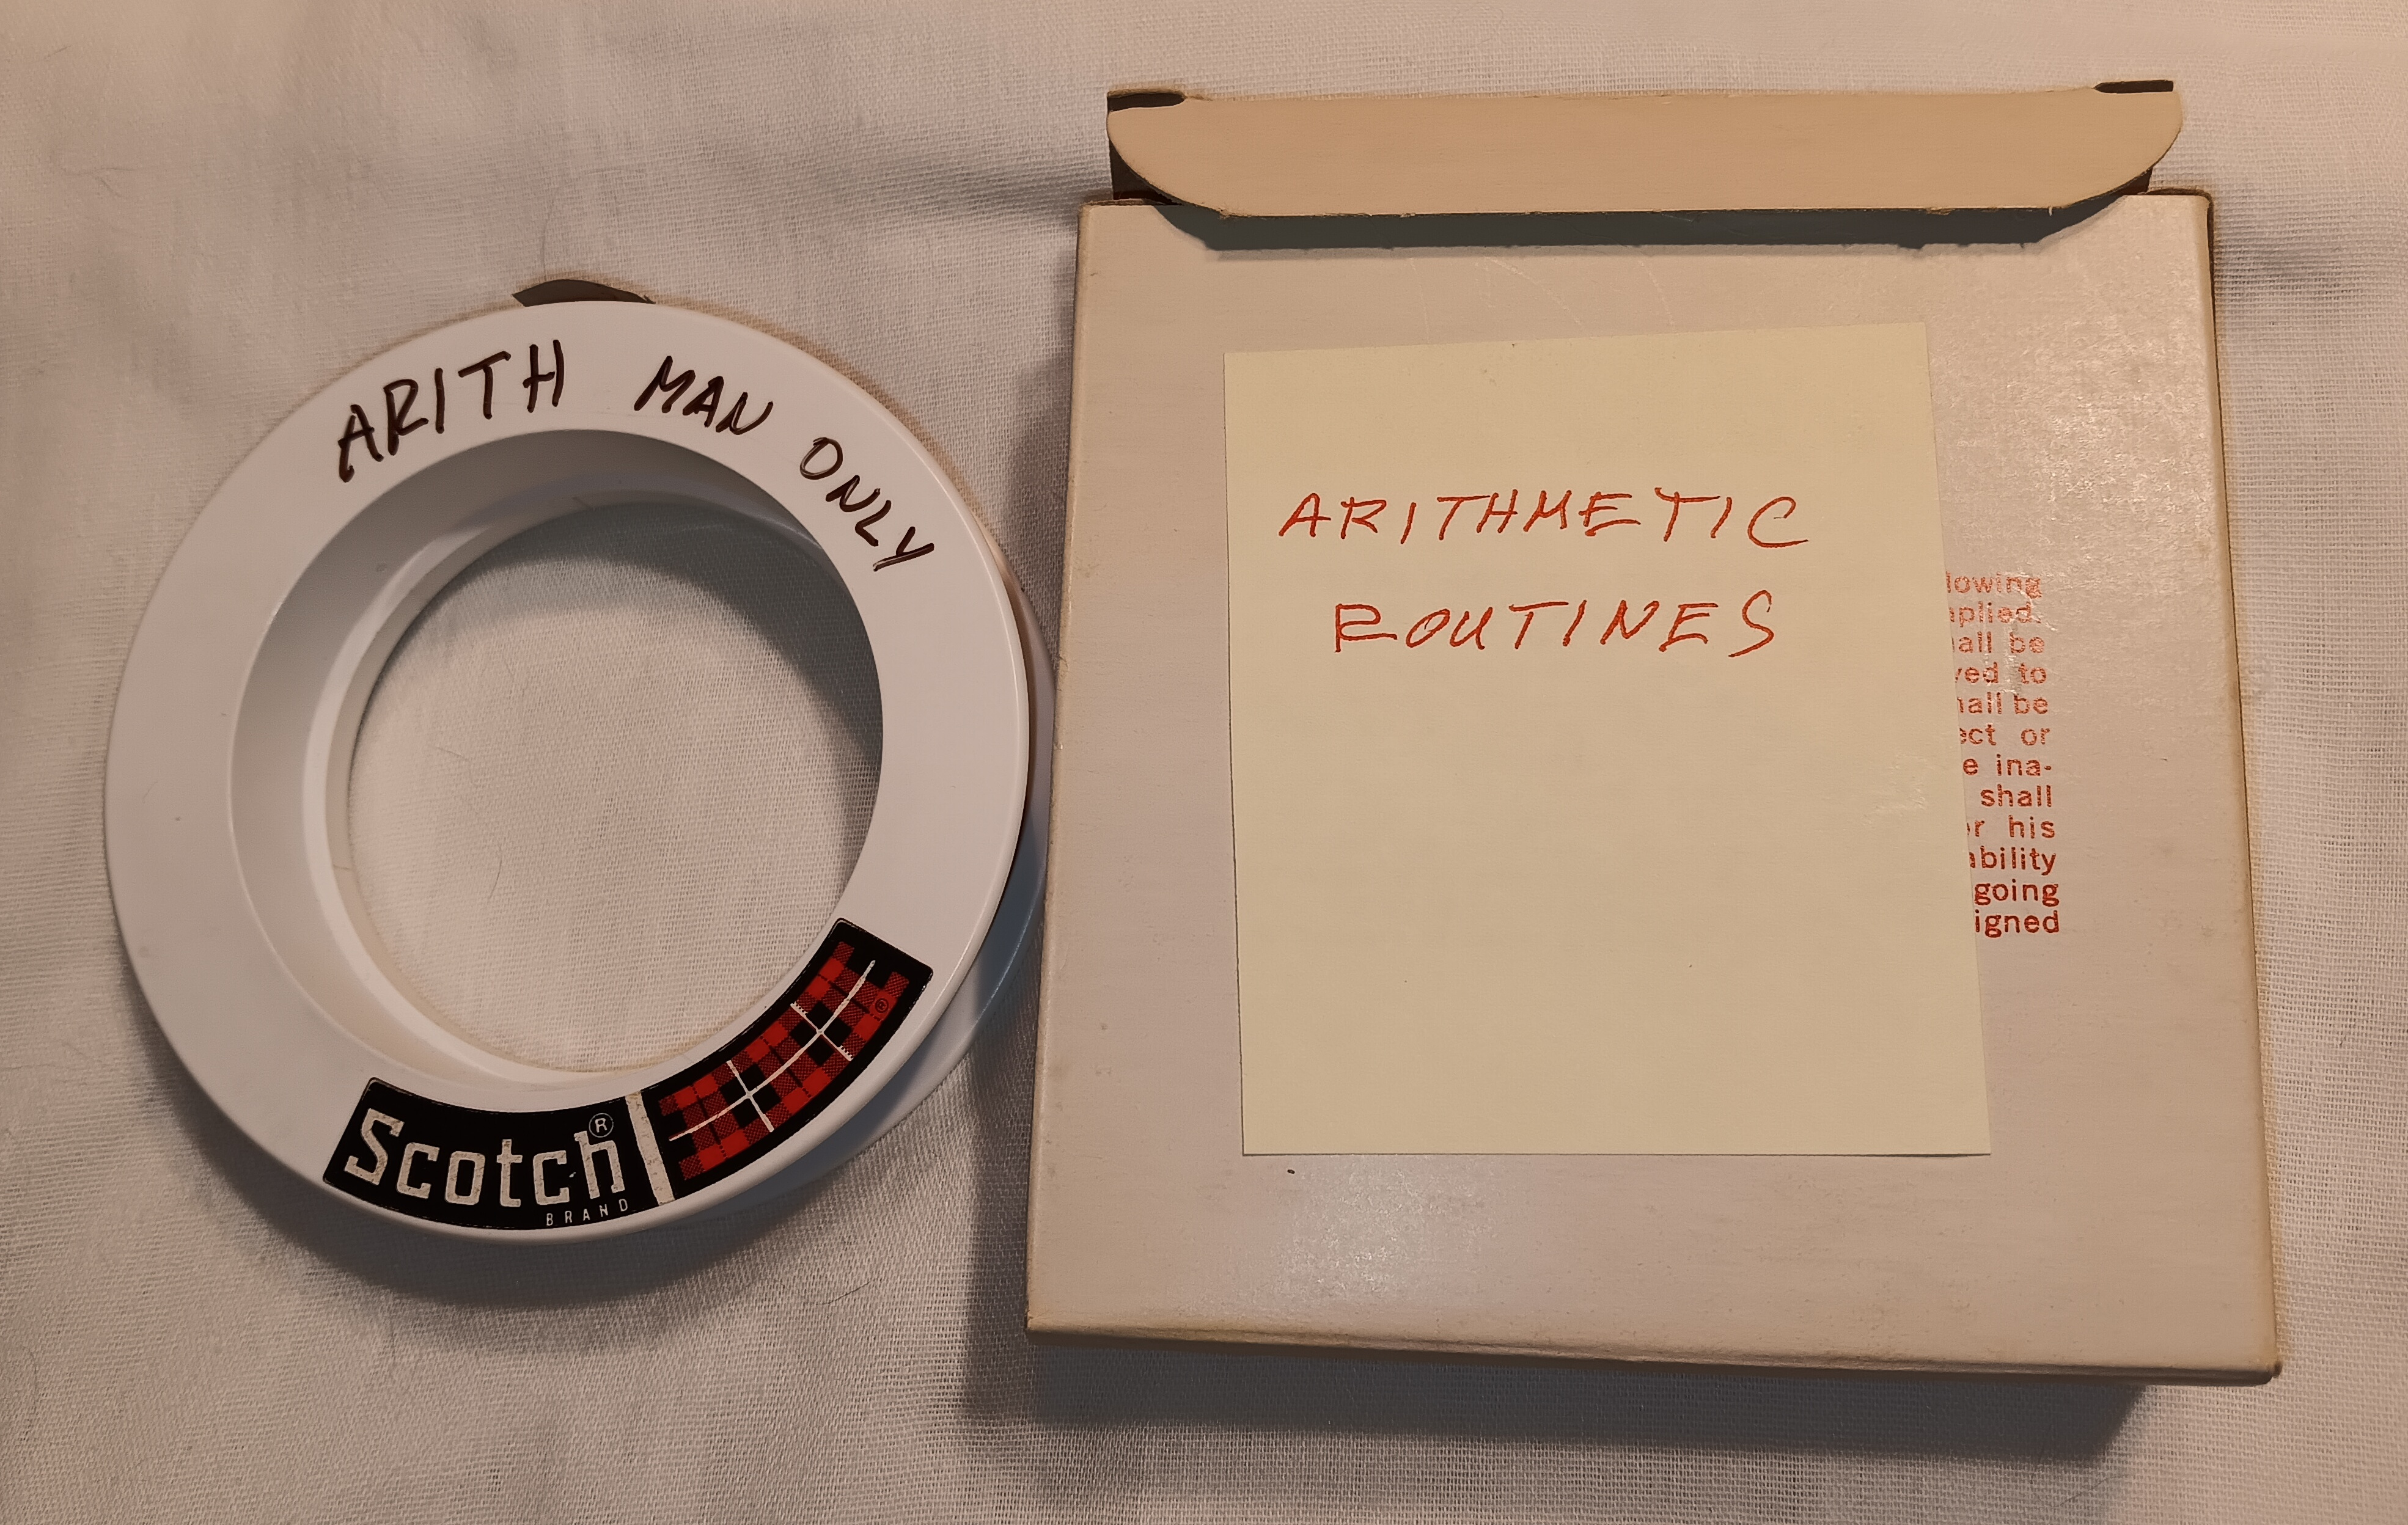 ARITH MAN ONLY
Scotch®
BRAND
®
ARITHMETIC
ROUTINES
lowing
plied.
all be
ved to
hall be
ect or
e ina-
shall
r his
ability
going
igned